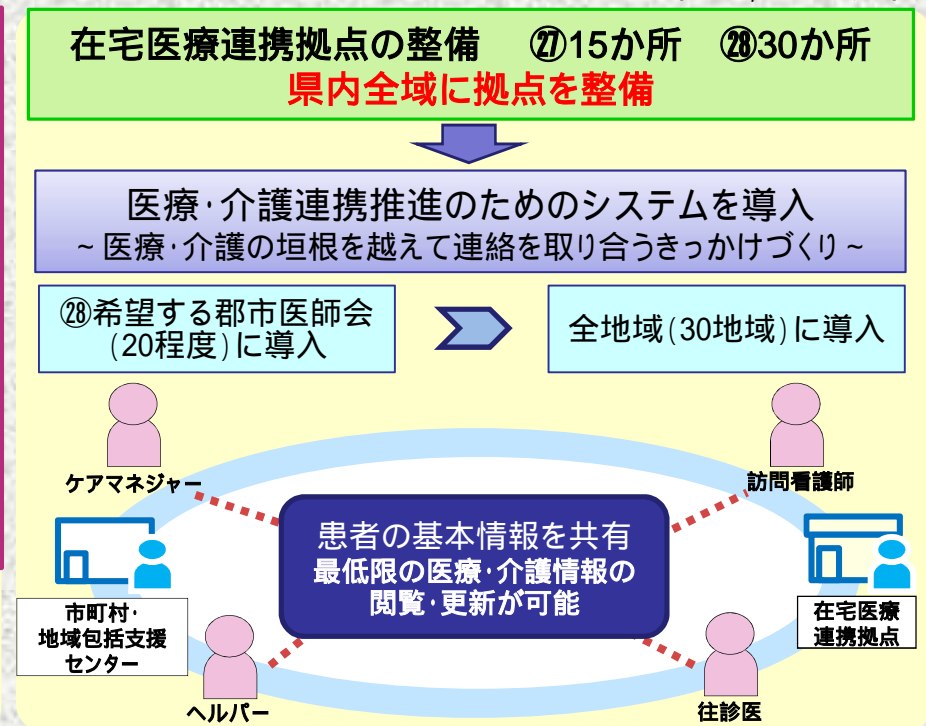 在宅医療連携拠点の整備　㉗15か所　㉘30か所
県内全域に拠点を整備
医療・介護連携推進のためのシステムを導入
~ 医療・介護の垣根を越えて連絡を取り合うきっかけづくり ~
㉘希望する郡市医師会
(20程度)に導入
全地域(30地域)に導入
ケアマネジャー
訪問看護師
患者の基本情報を共有
最低限の医療・介護情報の
閲覧・更新が可能
市町村・
地域包括支援
センター
在宅医療
連携拠点
ヘルパー
往診医